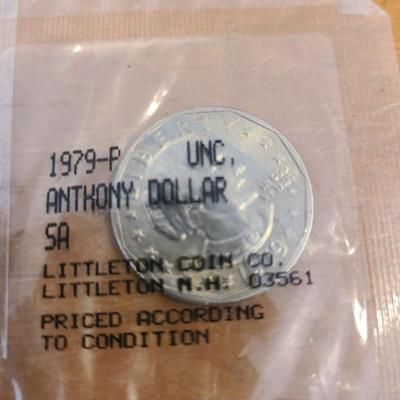 1979-P UNC.
ANTHONY DOLLAR
SA
LITTLETON COIN CO.
LITTLETON N.H. 03561
PRICED ACCORDING
TO CONDITION
LIBERTY